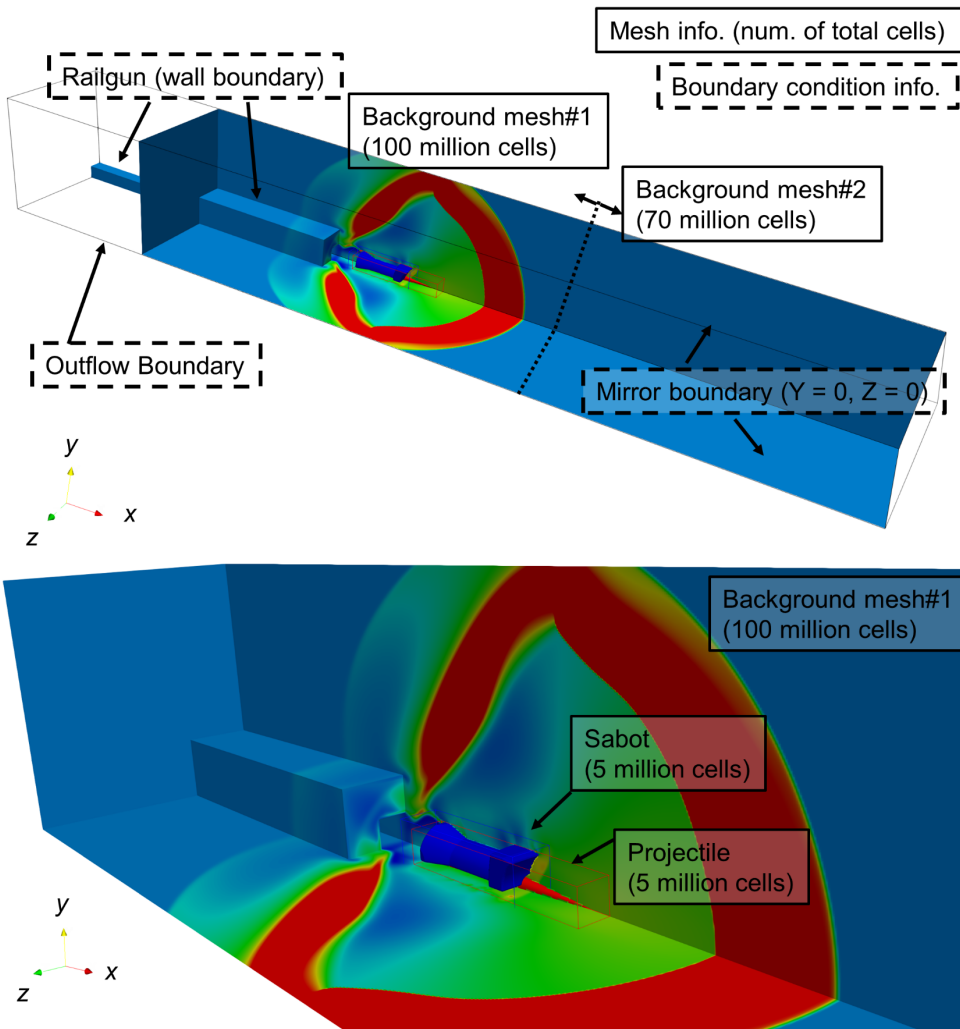 Mesh info. (num. of total cells)
Railgun (wall boundary)
Boundary condition info.
Background mesh#1
(100 million cells)
Background mesh#2
(70 million cells)
Outflow Boundary
Mirror boundary (Y = 0, Z = 0)
y
x
z
Background mesh#1
(100 million cells)
Sabot
(5 million cells)
Projectile
(5 million cells)
y
x
z